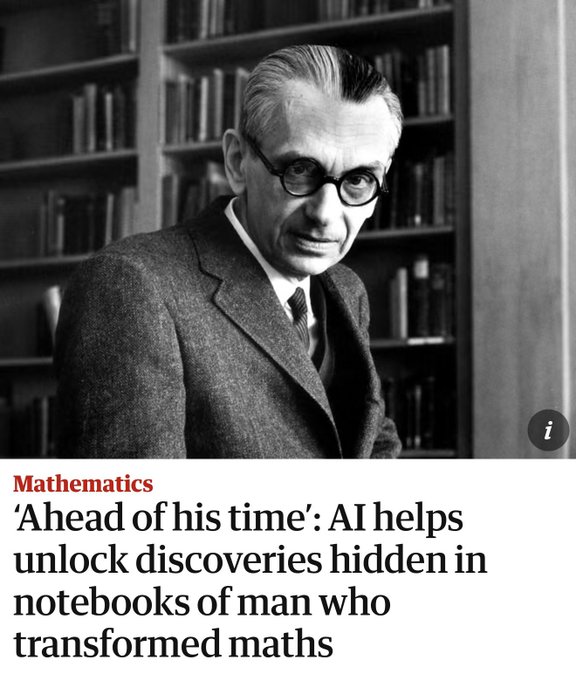 i
Mathematics
‘Ahead of his time’: AI helps
unlock discoveries hidden in
notebooks of man who
transformed maths